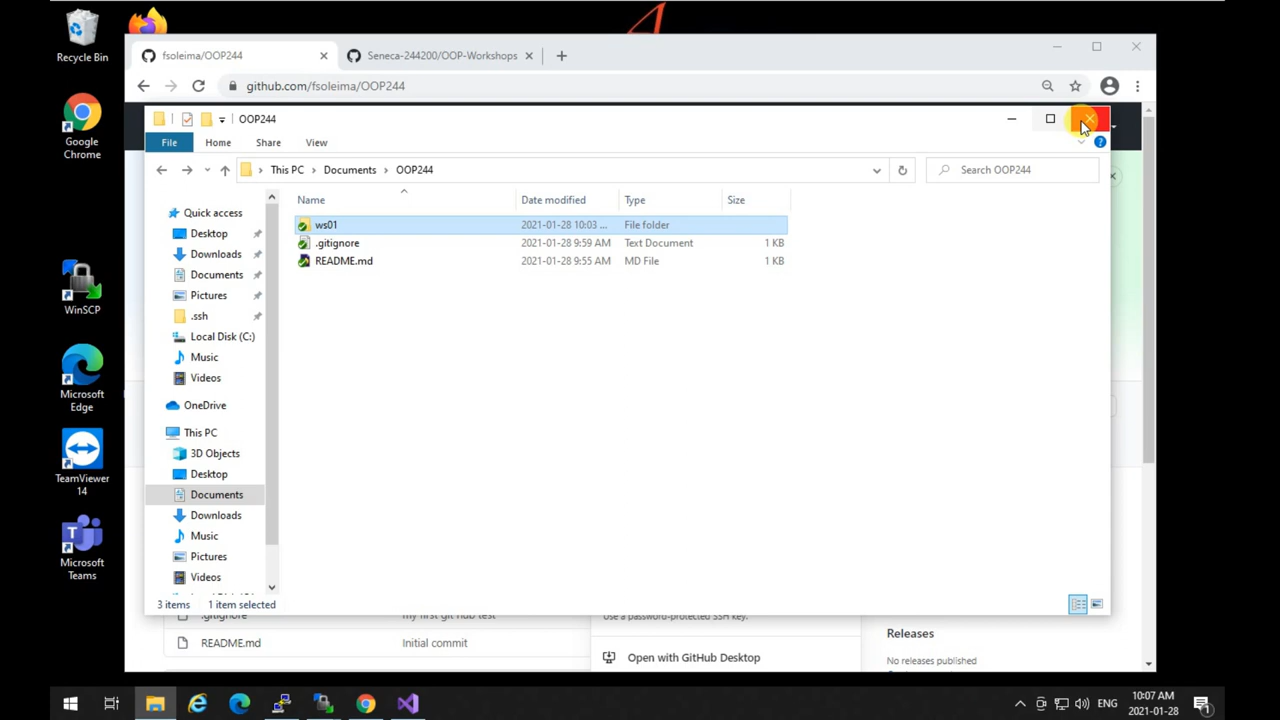 Recycle Bin
Google
Chrome
WinSCP
Microsoft
Edge
TeamViewer
14
Microsoft
Teams
fsoleima/OOP244
Seneca-244200/OOP-Workshops
github.com/fsoleima/OOP244
OOP244
File Home Share View
This PC Documents OOP244
Search OOP244
Name Date modified Type Size
ws01 2021-01-28 10:03 ... File folder
.gitignore 2021-01-28 9:59 AM Text Document 1 KB
README.md 2021-01-28 9:55 AM MD File 1 KB
Quick access
Desktop
Downloads
Documents
Pictures
.ssh
Local Disk (C:)
Music
Videos
OneDrive
This PC
3D Objects
Desktop
Documents
Downloads
Music
Pictures
Videos
3 items 1 item selected
.gitignore my first git hub test
Use a password-protected SSH key.
README.md Initial commit
Open with GitHub Desktop
Releases
No releases published
ENG
10:07 AM
2021-01-28
1